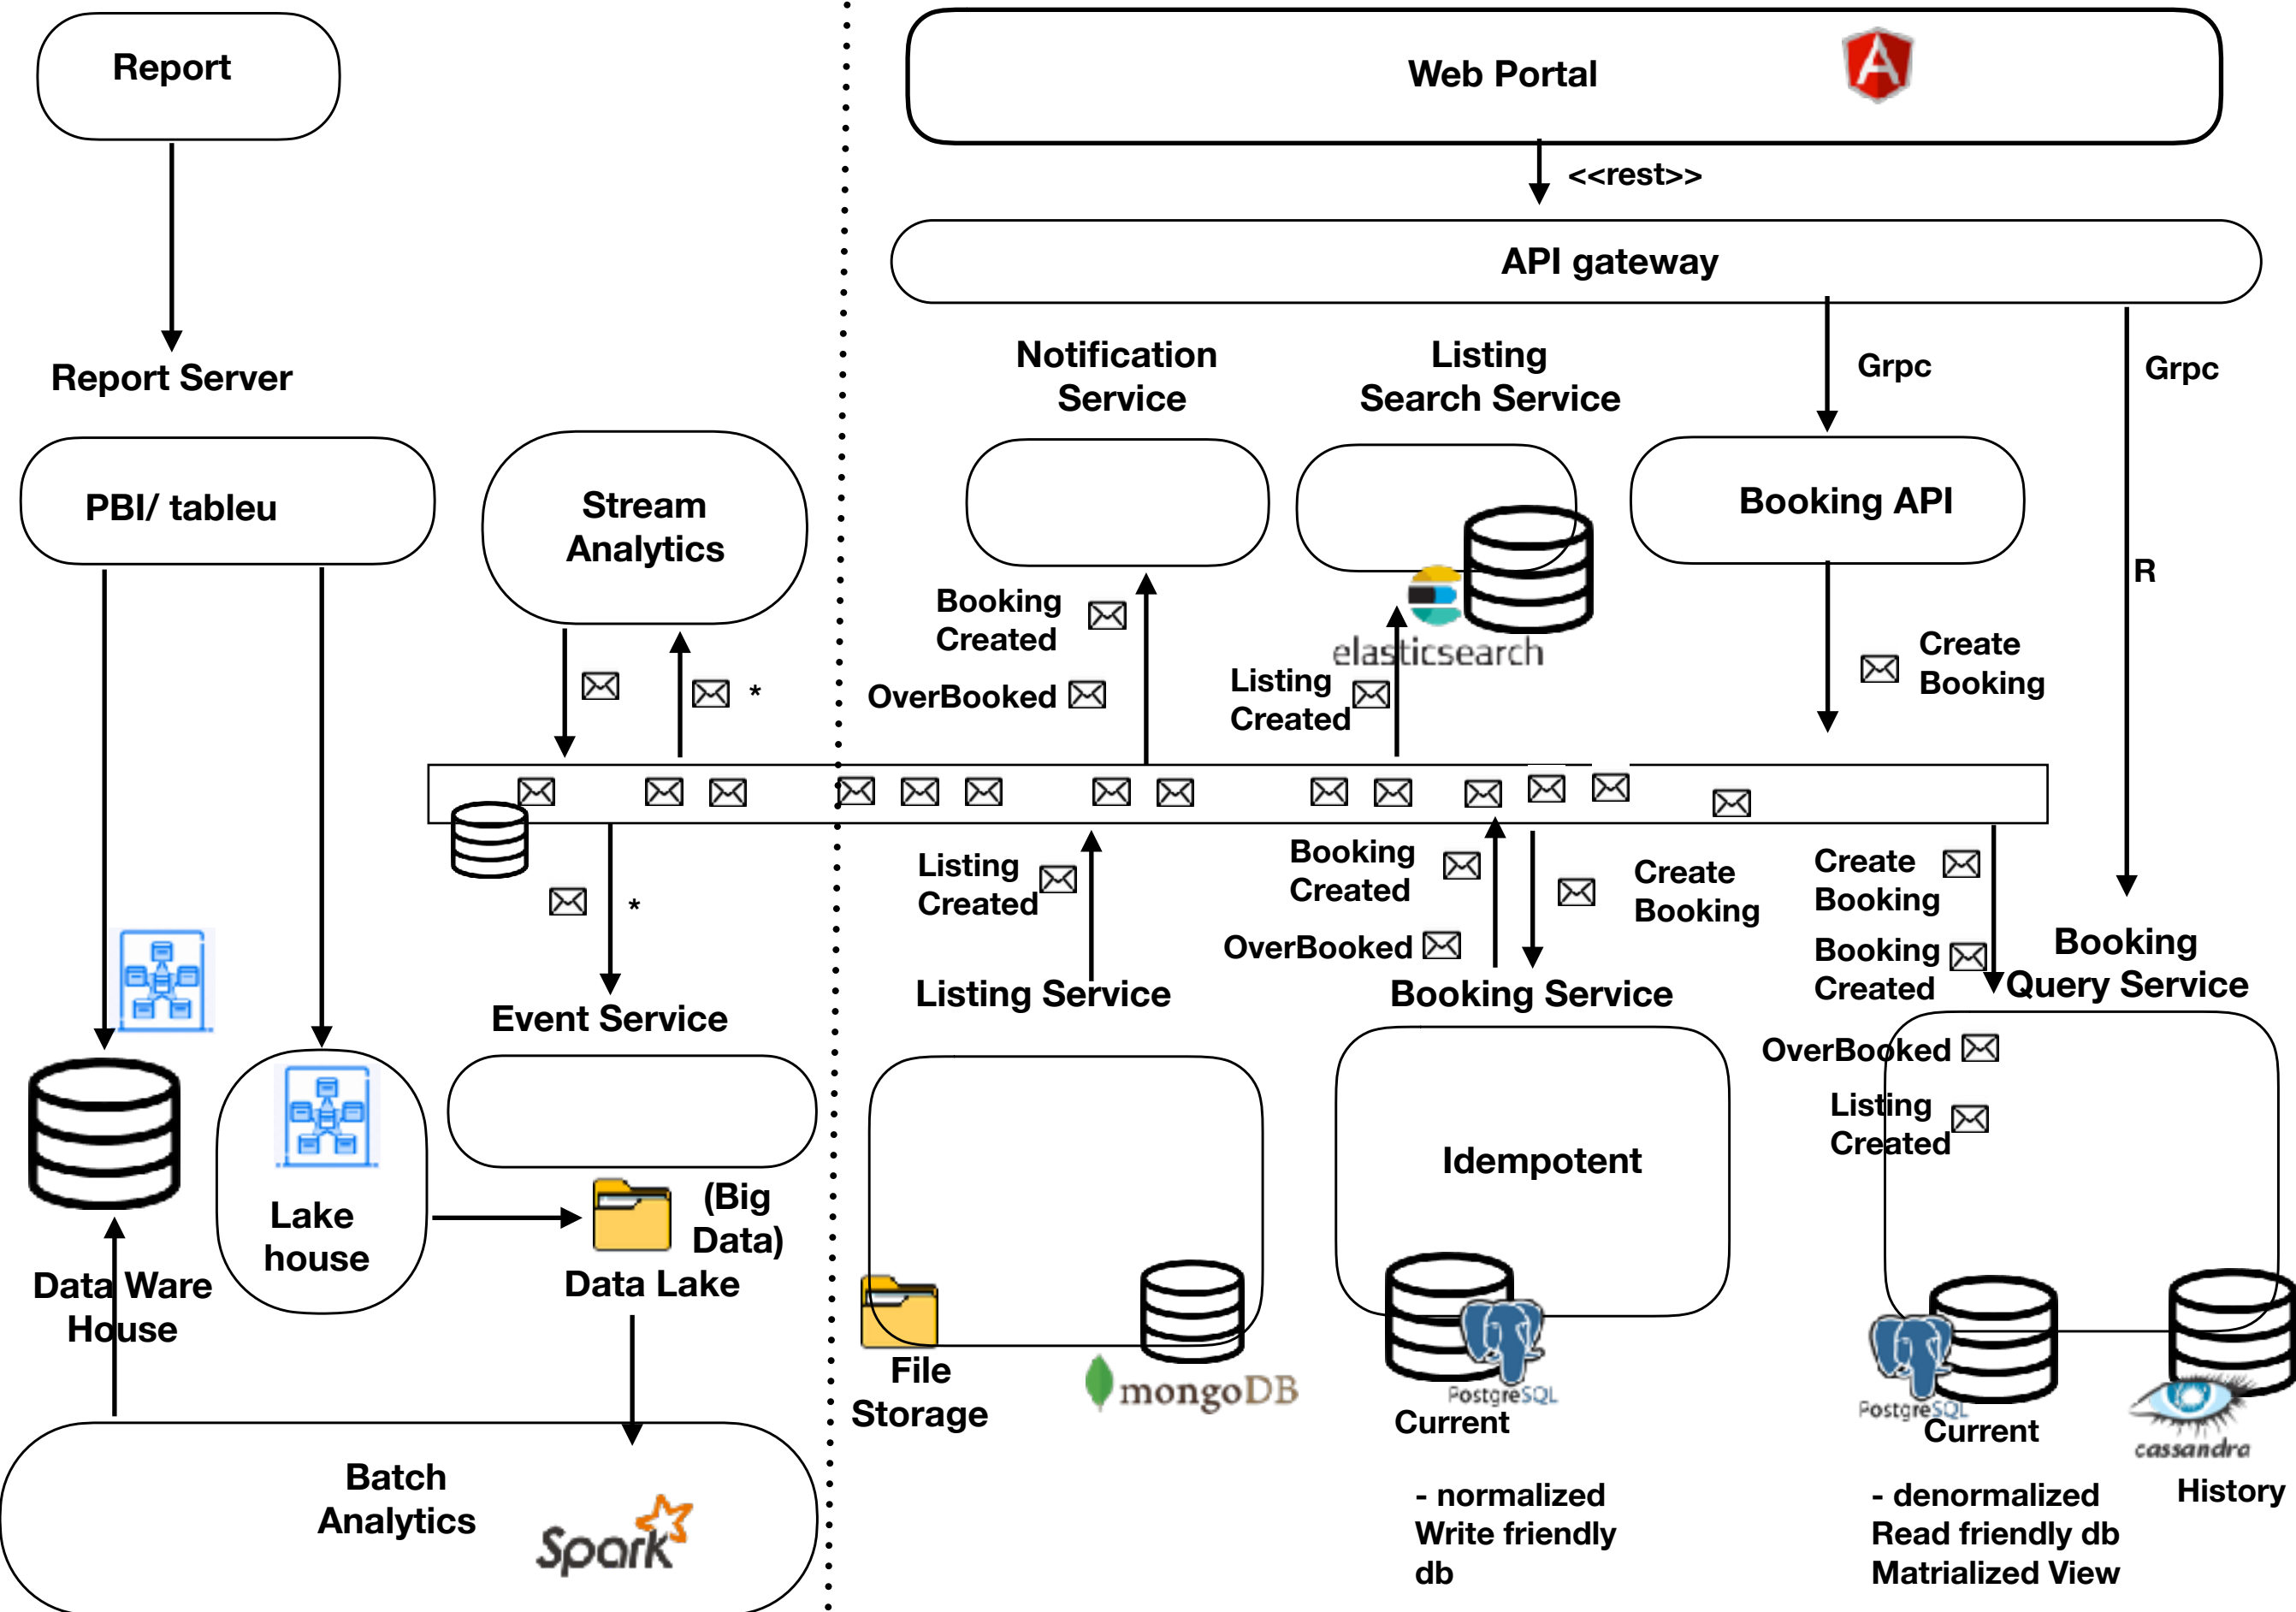 Report
Web Portal
<<rest>>
API gateway
Report Server
Notification
Service
Listing
Search Service
Grpc
Grpc
PBI/ tableu
Stream
Analytics
Booking API
R
Booking
Created
OverBooked
elasticsearch
Listing
Created
Create
Booking
*
*
Listing
Created
Booking
Created
OverBooked
Create
Booking
Create
Booking
Booking
Created
Booking
Query Service
Event Service
Listing Service
Booking Service
OverBooked
Listing
Created
Idempotent
Lake
house
(Big
Data)
Data Lake
Data Ware
House
File
Storage
mongoDB
PostgreSQL
Current
PostgreSQL
Current
cassandra
History
Batch
Analytics
Spark
- normalized
Write friendly
db
- denormalized
Read friendly db
Matrialized View